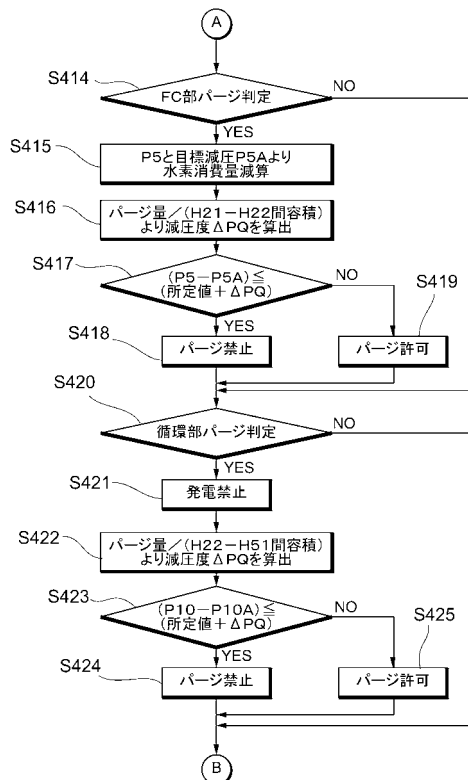 A
S414
FC部パージ判定
NO
YES
S415
P5と目標減圧P5Aより
水素消費量減算
S416
パージ量/(H21-H22間容積)
より減圧度ΔPQを算出
S417
(P5-P5A)≦
(所定値+ΔPQ)
NO
S419
YES
S418
パージ禁止
パージ許可
S420
循環部パージ判定
NO
YES
S421
発電禁止
S422
パージ量/(H22-H51間容積)
より減圧度ΔPQを算出
S423
(P10-P10A)≦
(所定値+ΔPQ)
NO
S425
YES
S424
パージ禁止
パージ許可
B